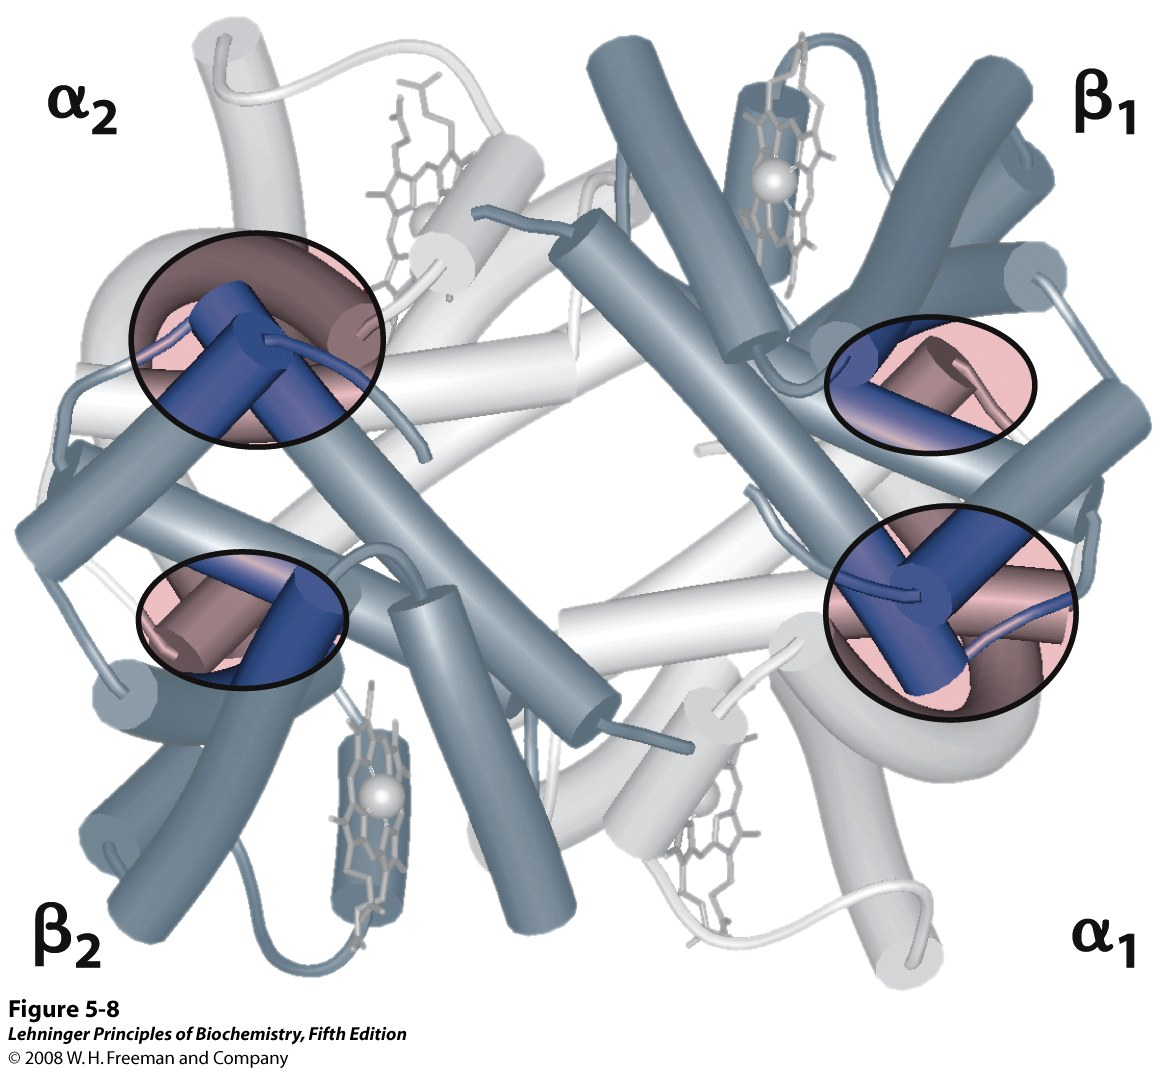 α2
β1
β2
α1
Figure 5-8
Lehninger Principles of Biochemistry, Fifth Edition
© 2008 W. H. Freeman and Company